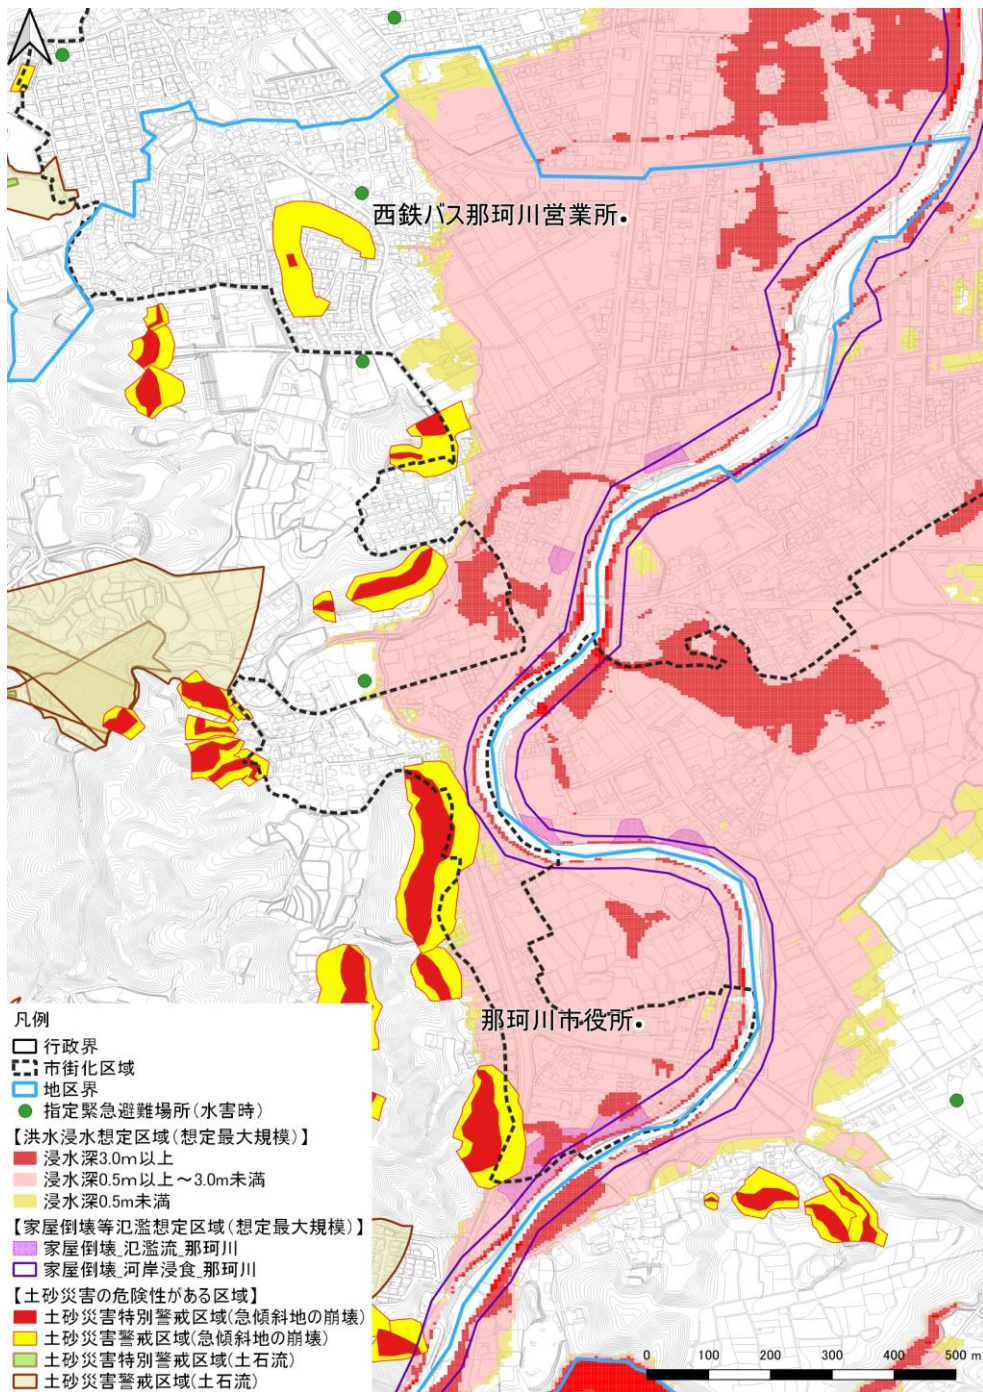 西鉄バス那珂川営業所
那珂川市役所
凡例
行政界
市街化区域
地区界
指定緊急避難場所(水害時)
【洪水浸水想定区域(想定最大規模)】
浸水深3.0m以上
浸水深0.5m以上～3.0m未満
浸水深0.5m未満
【家屋倒壊等氾濫想定区域(想定最大規模)】
家屋倒壊_氾濫流_那珂川
家屋倒壊_河岸浸食_那珂川
【土砂災害の危険性がある区域】
土砂災害特別警戒区域(急傾斜地の崩壊)
土砂災害警戒区域(急傾斜地の崩壊)
土砂災害特別警戒区域(土石流)
土砂災害警戒区域(土石流)
0 100 200 300 400 500 m